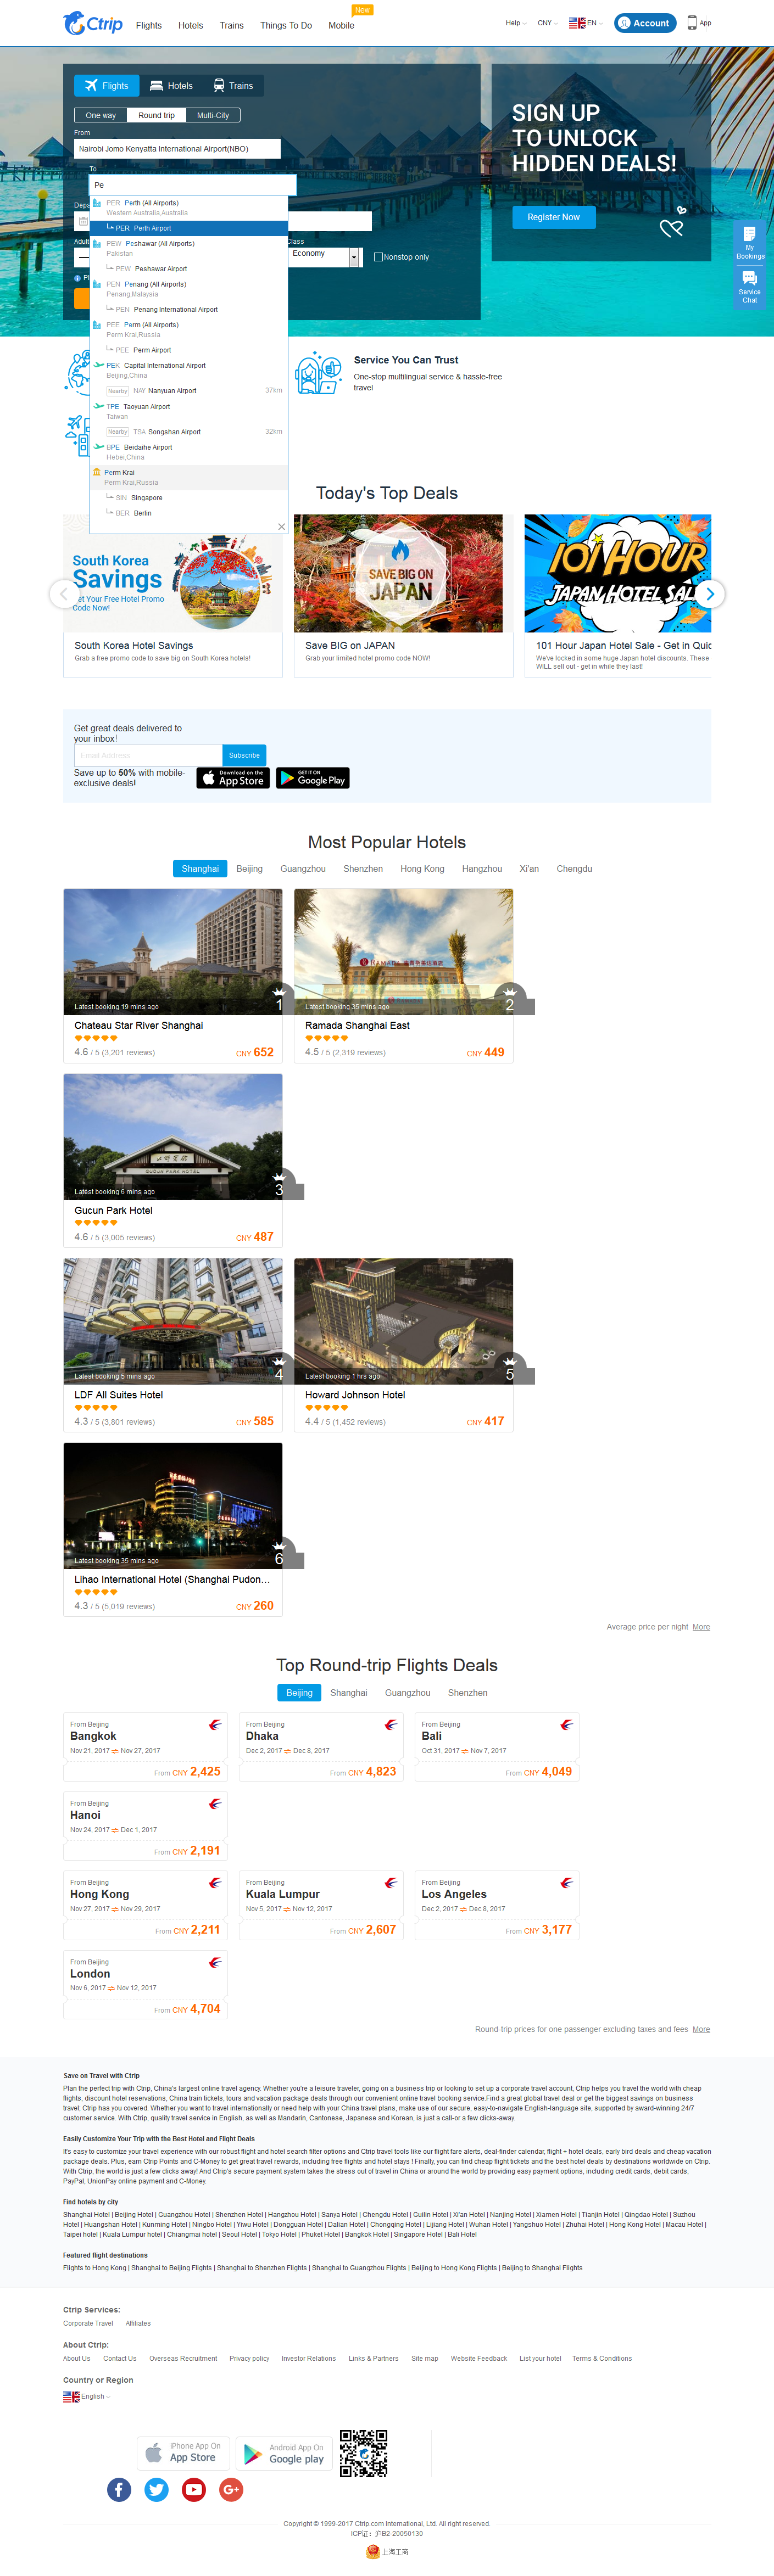 Ctrip
Flights
Hotels
Trains
Things To Do
Mobile
New
Help
CNY
EN
Account
App
Flights
Hotels
Trains
One way
Round trip
Multi-City
From
Nairobi Jomo Kenyatta International Airport(NBO)
To
Pe
Depa
Adult
Class
Economy
Nonstop only
PER Perth (All Airports)
Western Australia,Australia
PER Perth Airport
PEW Peshawar (All Airports)
Pakistan
PEW Peshawar Airport
PEN Penang (All Airports)
Penang,Malaysia
PEN Penang International Airport
PEE Perm (All Airports)
Perm Krai,Russia
PEE Perm Airport
PEK Capital International Airport
Beijing,China
Nearby NAY Nanyuan Airport 37km
TPE Taoyuan Airport
Taiwan
Nearby TSA Songshan Airport 32km
BPE Beidaihe Airport
Hebei,China
Perm Krai
Perm Krai,Russia
SIN Singapore
BER Berlin
SIGN UP
TO UNLOCK
HIDDEN DEALS!
Register Now
My
Bookings
Service
Chat
Service You Can Trust
One-stop multilingual service & hassle-free
travel
Today's Top Deals
South Korea
Savings
Get Your Free Hotel Promo
Code Now!
SAVE BIG ON
JAPAN
101 HOUR
JAPAN HOTEL SALE
South Korea Hotel Savings
Grab a free promo code to save big on South Korea hotels!
Save BIG on JAPAN
Grab your limited hotel promo code NOW!
101 Hour Japan Hotel Sale - Get in Quic
We've locked in some huge Japan hotel discounts. These
WILL sell out - get in while they last!
Get great deals delivered to
your inbox!
Email Address
Subscribe
Save up to 50% with mobile-
exclusive deals!
Download on the
App Store
GET IT ON
Google Play
Most Popular Hotels
Shanghai
Beijing
Guangzhou
Shenzhen
Hong Kong
Hangzhou
Xi'an
Chengdu
Latest booking 19 mins ago
1
Chateau Star River Shanghai
4.6 / 5 (3,201 reviews)
CNY 652
Latest booking 35 mins ago
2
Ramada Shanghai East
4.5 / 5 (2,319 reviews)
CNY 449
Latest booking 6 mins ago
3
Gucun Park Hotel
4.6 / 5 (3,005 reviews)
CNY 487
Latest booking 5 mins ago
4
LDF All Suites Hotel
4.3 / 5 (3,801 reviews)
CNY 585
Latest booking 1 hrs ago
5
Howard Johnson Hotel
4.4 / 5 (1,452 reviews)
CNY 417
Latest booking 35 mins ago
6
Lihao International Hotel (Shanghai Pudon...
4.3 / 5 (5,019 reviews)
CNY 260
Average price per night More
Top Round-trip Flights Deals
Beijing
Shanghai
Guangzhou
Shenzhen
From Beijing
Bangkok
Nov 21, 2017 Nov 27, 2017
From CNY 2,425
From Beijing
Dhaka
Dec 2, 2017 Dec 8, 2017
From CNY 4,823
From Beijing
Bali
Oct 31, 2017 Nov 7, 2017
From CNY 4,049
From Beijing
Hanoi
Nov 24, 2017 Dec 1, 2017
From CNY 2,191
From Beijing
Hong Kong
Nov 27, 2017 Nov 29, 2017
From CNY 2,211
From Beijing
Kuala Lumpur
Nov 5, 2017 Nov 12, 2017
From CNY 2,607
From Beijing
Los Angeles
Dec 2, 2017 Dec 8, 2017
From CNY 3,177
From Beijing
London
Nov 6, 2017 Nov 12, 2017
From CNY 4,704
Round-trip prices for one passenger excluding taxes and fees More
Save on Travel with Ctrip
Plan the perfect trip with Ctrip, China's largest online travel agency. Whether you're a leisure traveler, going on a business trip or looking to set up a corporate travel account, Ctrip helps you travel the world with cheap
flights, discount hotel reservations, China train tickets, tours and vacation package deals through our convenient online travel booking service.Find a great global travel deal or get the biggest savings on business
travel; Ctrip has you covered. Whether you want to travel internationally or need help with your China travel plans, make use of our secure, easy-to-navigate English-language site, supported by award-winning 24/7
customer service. With Ctrip, quality travel service in English, as well as Mandarin, Cantonese, Japanese and Korean, is just a call-or a few clicks-away.
Easily Customize Your Trip with the Best Hotel and Flight Deals
It's easy to customize your travel experience with our robust flight and hotel search filter options and Ctrip travel tools like our flight fare alerts, deal-finder calendar, flight + hotel deals, early bird deals and cheap vacation
package deals. Plus, earn Ctrip Points and C-Money to get great travel rewards, including free flights and hotel stays ! Finally, you can find cheap flight tickets and the best hotel deals by destinations worldwide on Ctrip.
With Ctrip, the world is just a few clicks away! And Ctrip's secure payment system takes the stress out of travel in China or around the world by providing easy payment options, including credit cards, debit cards,
PayPal, UnionPay online payment and C-Money.
Find hotels by city
Shanghai Hotel | Beijing Hotel | Guangzhou Hotel | Shenzhen Hotel | Hangzhou Hotel | Sanya Hotel | Chengdu Hotel | Guilin Hotel | Xi'an Hotel | Nanjing Hotel | Xiamen Hotel | Tianjin Hotel | Qingdao Hotel | Suzhou
Hotel | Huangshan Hotel | Kunming Hotel | Ningbo Hotel | Yiwu Hotel | Dongguan Hotel | Dalian Hotel | Chongqing Hotel | Lijiang Hotel | Wuhan Hotel | Yangshuo Hotel | Zhuhai Hotel | Hong Kong Hotel | Macau Hotel |
Taipei hotel | Kuala Lumpur hotel | Chiangmai hotel | Seoul Hotel | Tokyo Hotel | Phuket Hotel | Bangkok Hotel | Singapore Hotel | Bali Hotel
Featured flight destinations
Flights to Hong Kong | Shanghai to Beijing Flights | Shanghai to Shenzhen Flights | Shanghai to Guangzhou Flights | Beijing to Hong Kong Flights | Beijing to Shanghai Flights
Ctrip Services:
Corporate Travel
Affiliates
About Ctrip:
About Us
Contact Us
Overseas Recruitment
Privacy policy
Investor Relations
Links & Partners
Site map
Website Feedback
List your hotel
Terms & Conditions
Country or Region
English
iPhone App On
App Store
Android App On
Google play
Copyright © 1999-2017 Ctrip.com International, Ltd. All right reserved.
ICP证：沪B2-20050130
上海工商